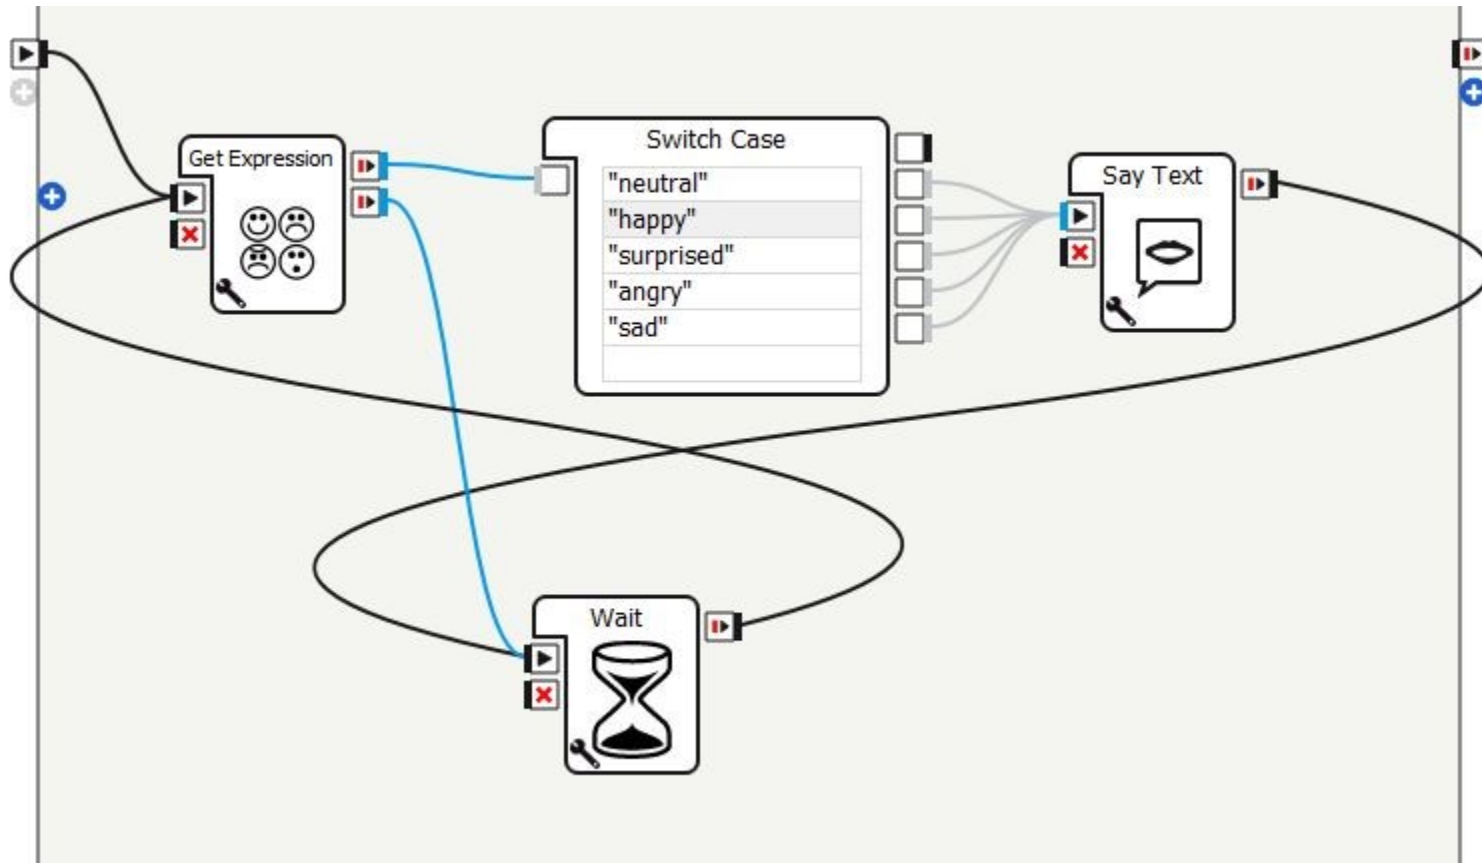 Get Expression
Switch Case
"neutral"
"happy"
"surprised"
"angry"
"sad"
Say Text
Wait